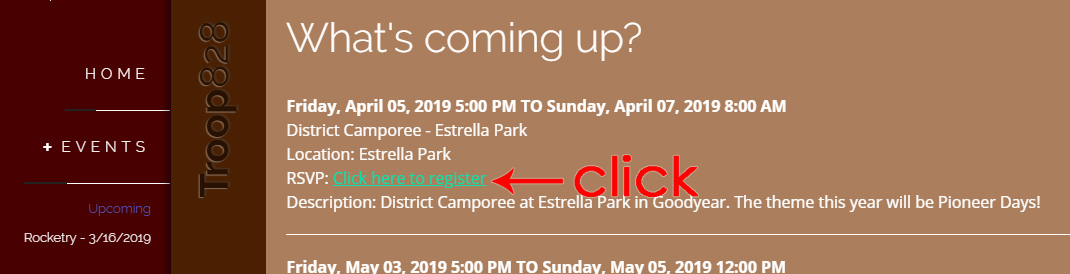 HOME
+ EVENTS
Upcoming
Rocketry - 3/16/2019
Troop828
What's coming up?
Friday, April 05, 2019 5:00 PM TO Sunday, April 07, 2019 8:00 AM
District Camporee - Estrella Park
Location: Estrella Park
RSVP: Click here to register
click
Description: District Camporee at Estrella Park in Goodyear. The theme this year will be Pioneer Days!
Friday, May 03, 2019 5:00 PM TO Sunday, May 05, 2019 12:00 PM